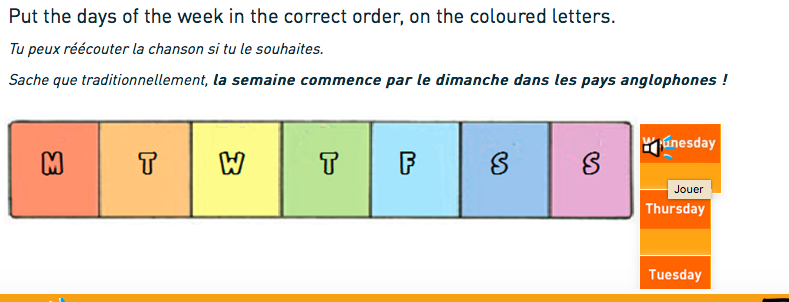 Put the days of the week in the correct order, on the coloured letters.
Tu peux réécouter la chanson si tu le souhaites.
Sache que traditionnellement, la semaine commence par le dimanche dans les pays anglophones !
M T W T F S S
Wednesday
Jouer
Thursday
Tuesday